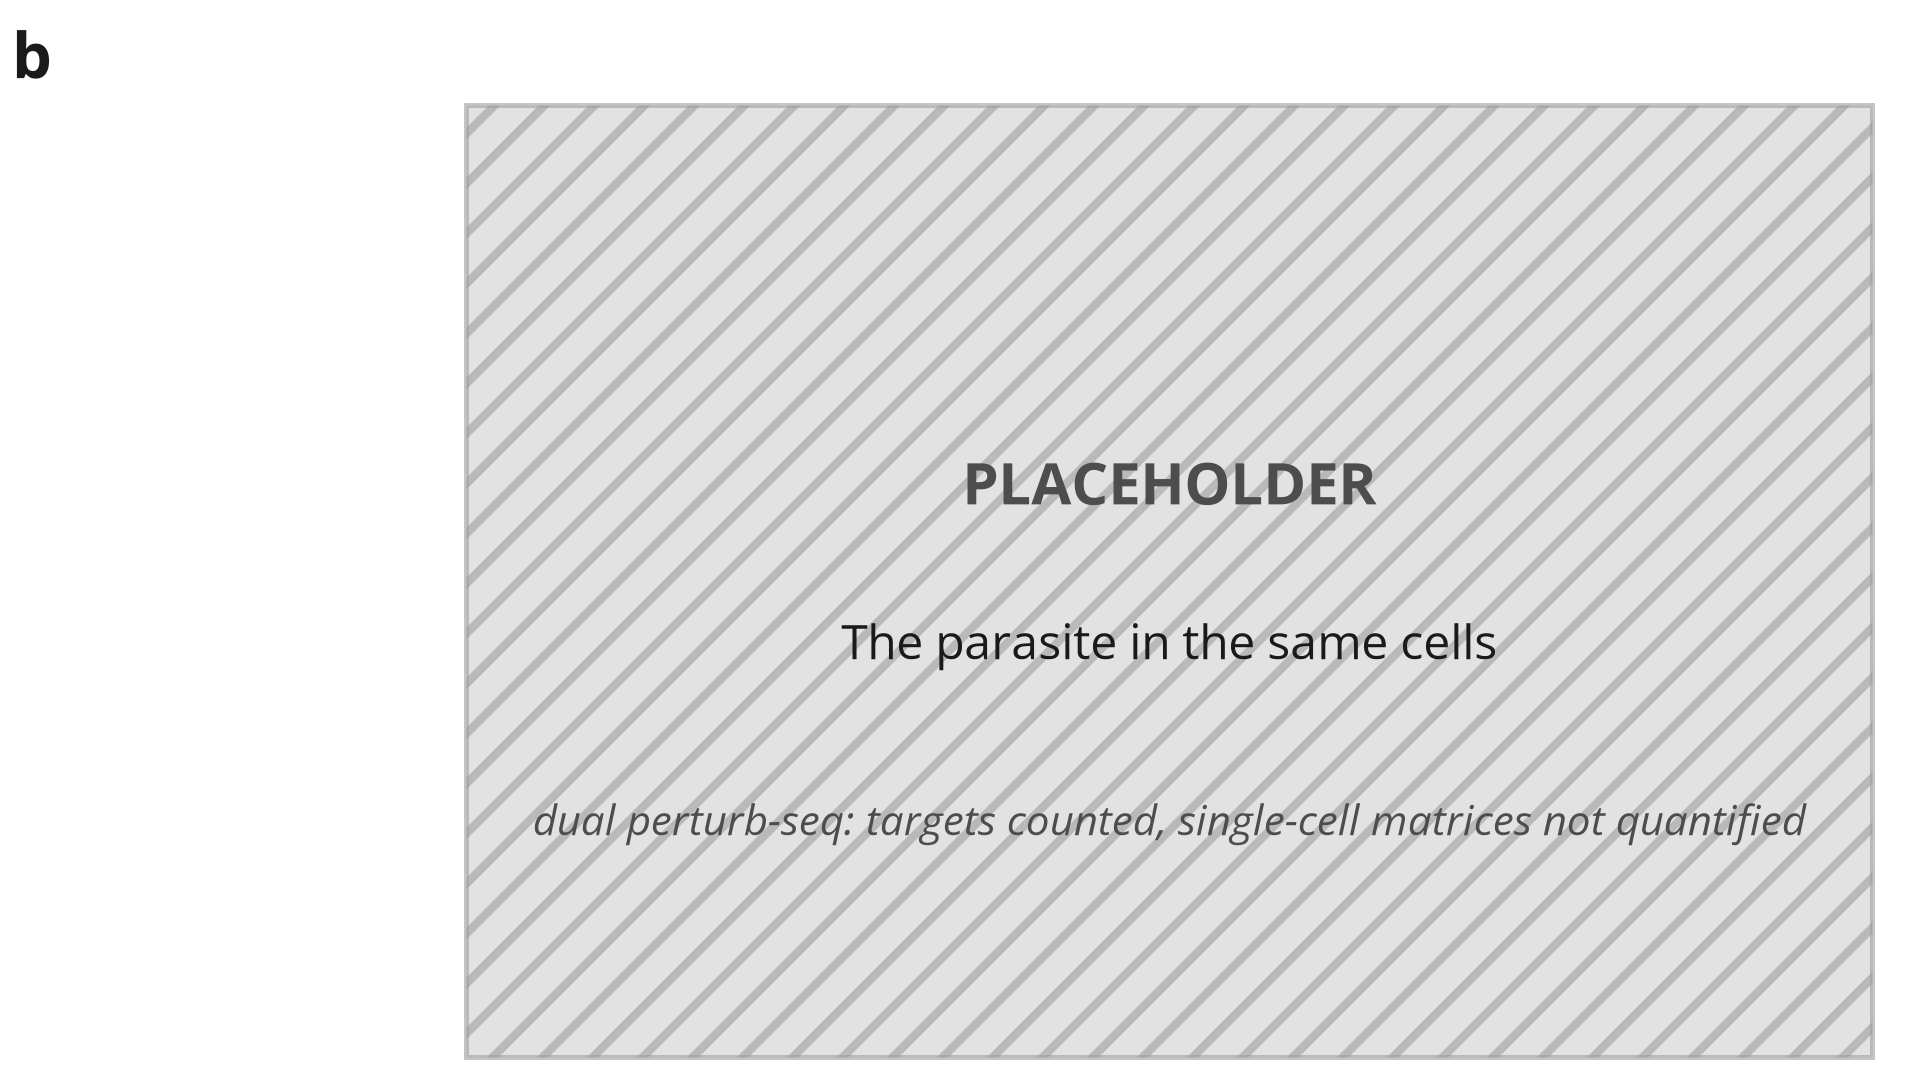 b
PLACEHOLDER
The parasite in the same cells
dual perturb-seq: targets counted, single-cell matrices not quantified